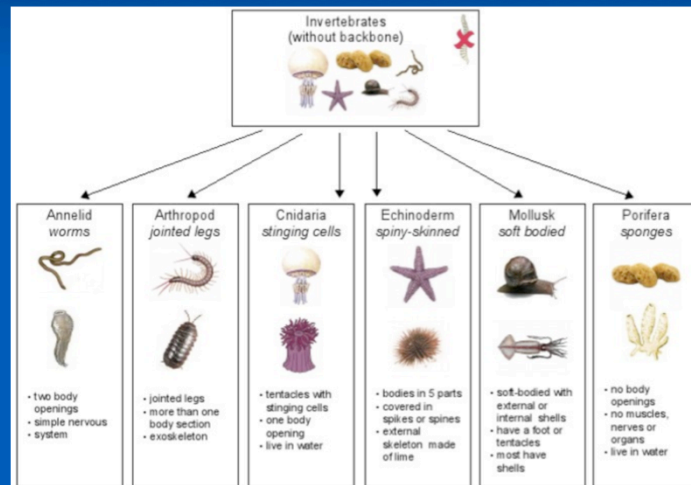 Invertebrates
(without backbone)
Annelid
worms
• two body
openings
• simple nervous
• system
Arthropod
jointed legs
• jointed legs
• more than one
body section
• exoskeleton
Cnidaria
stinging cells
• tentacles with
stinging cells
• one body
opening
• live in water
Echinoderm
spiny-skinned
• bodies in 5 parts
• covered in
spikes or spines
• external
skeleton made
of lime
Mollusk
soft bodied
• soft-bodied with
external or
internal shells
• have a foot or
tentacles
• most have
shells
Porifera
sponges
• no body
openings
• no muscles,
nerves or
organs
• live in water